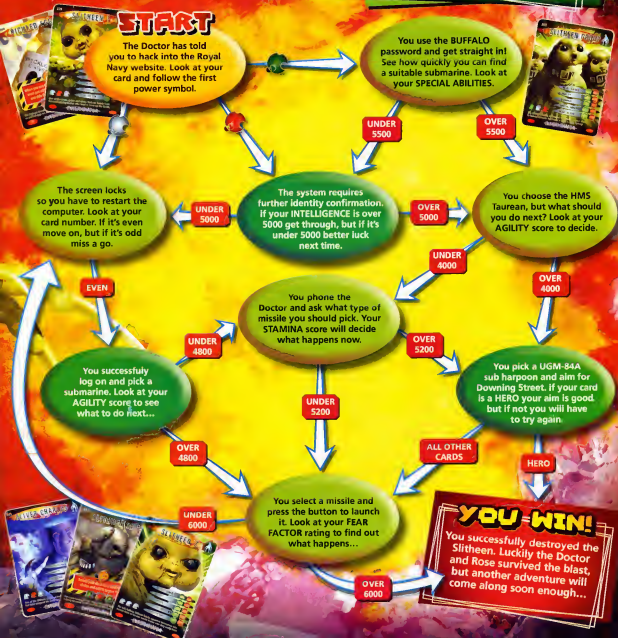 START
The Doctor has told
you to hack into the Royal
Navy website. Look at your
card and follow the first
power symbol.
You use the BUFFALO
password and get straight in!
See how quickly you can find
a suitable submarine. Look at
your SPECIAL ABILITIES.
SLITHEEN
UNDER
5500
OVER
5500
The screen locks
so you have to restart the
computer. Look at your
card number. If it's even
move on, but if it's odd
miss a go.
UNDER
5000
The system requires
further identity confirmation.
if your INTELLIGENCE is over
5000 get through, but if it's
under 5000 better luck
next time.
OVER
5000
You choose the HMS
Taurean, but what should
you do next? Look at your
AGILITY score to decide.
UNDER
4000
OVER
4000
EVEN
You phone the
Doctor and ask what type of
missile you should pick. Your
STAMINA score will decide
what happens now.
UNDER
4800
OVER
5200
You successfuly
log on and pick a
submarine. Look at your
AGILITY score to see
what to do next...
You pick a UGM-84A
sub harpoon and aim for
Downing Street. if your card
is a HERO your aim is good,
but if not you will have
to try again.
UNDER
5200
OVER
4800
ALL OTHER
CARDS
HERO
You select a missile and
press the button to launch
it. Look at your FEAR
FACTOR rating to find out
what happens...
UNDER
6000
OVER
6000
YOU WIN!
You successfully destroyed the
Slitheen. Luckily the Doctor
and Rose survived the blast,
but another adventure will
come along soon enough...
SLITHEEN